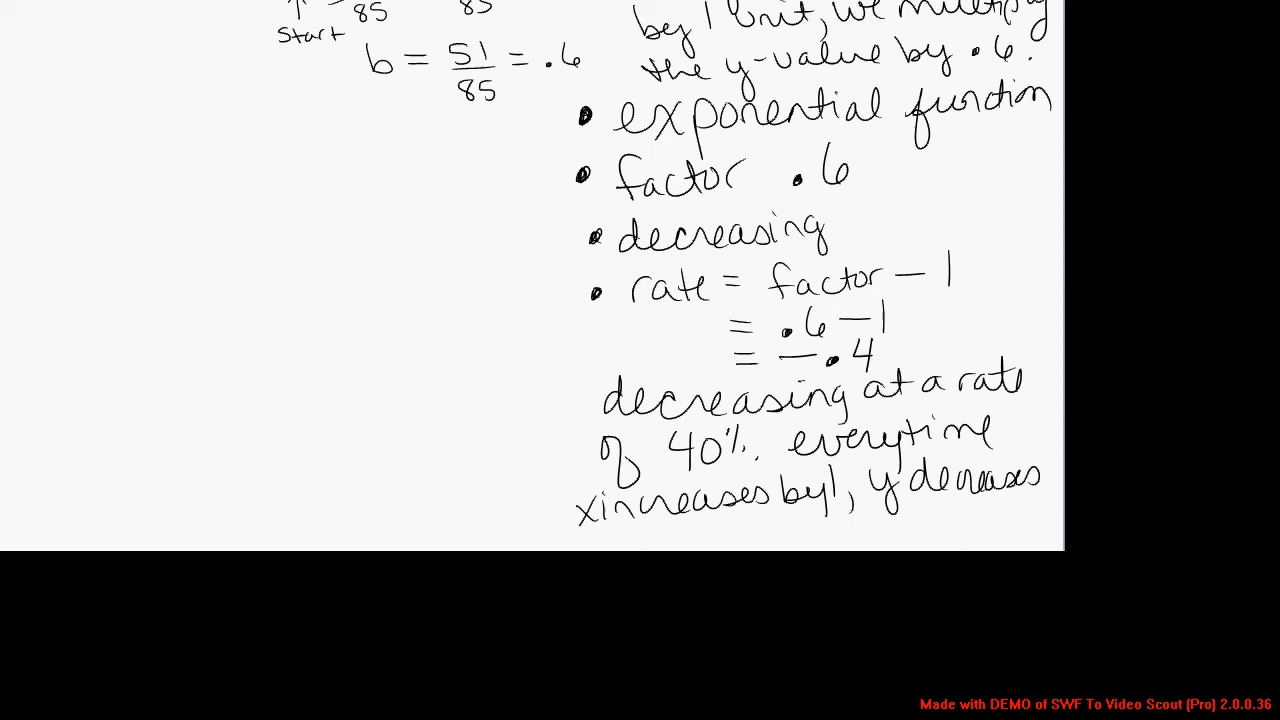 85 85
Start
by 1 unit, we multiply
b = 51/85 = .6
the y-value by .6.
• exponential function
• factor .6
• decreasing
• rate = factor - 1
= .6 - 1
= - .4
decreasing at a rate
of 40%. everytime
x increases by 1, y decreases
Made with DEMO of SWF To Video Scout (Pro) 2.0.0.36